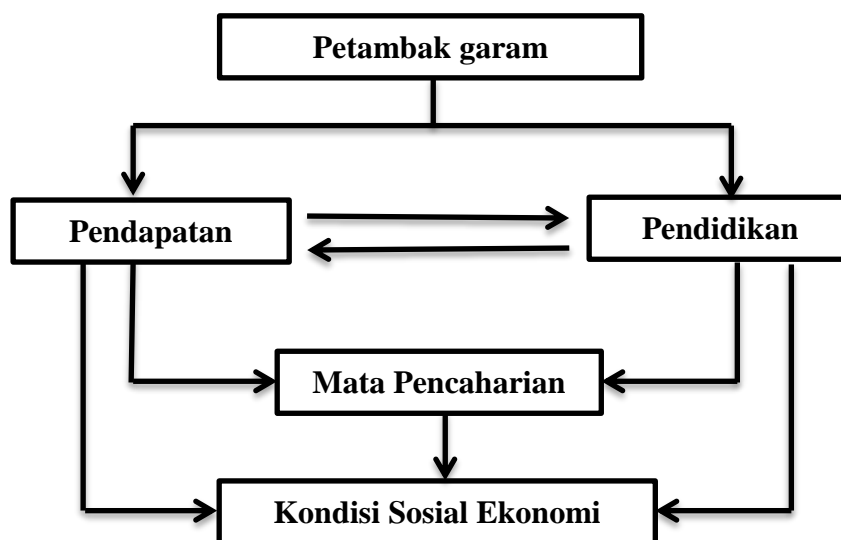 Petambak garam
Pendapatan
Pendidikan
Mata Pencaharian
Kondisi Sosial Ekonomi